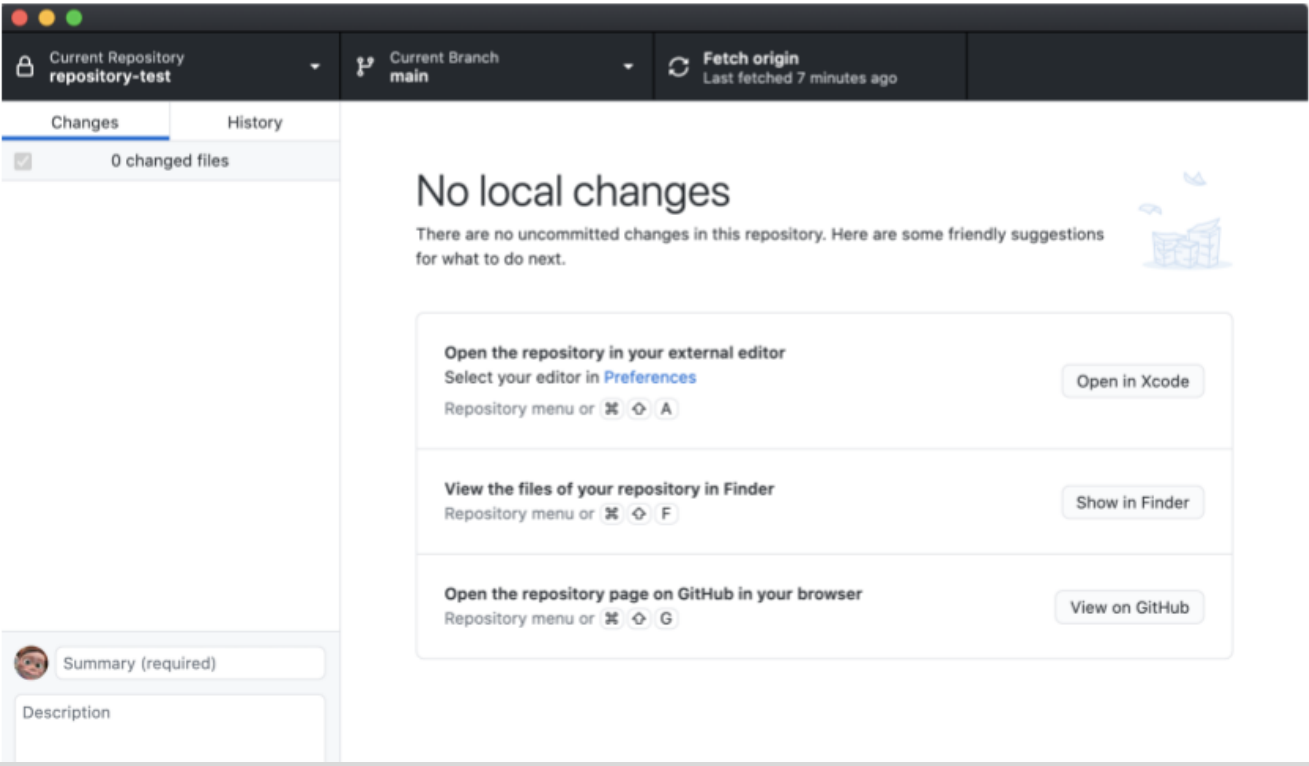 Current Repository
repository-test
Current Branch
main
Fetch origin
Last fetched 7 minutes ago
Changes
History
0 changed files
No local changes
There are no uncommitted changes in this repository. Here are some friendly suggestions
for what to do next.
Open the repository in your external editor
Select your editor in Preferences
Repository menu or ⌘ ⇧ A
Open in Xcode
View the files of your repository in Finder
Repository menu or ⌘ ⇧ F
Show in Finder
Open the repository page on GitHub in your browser
Repository menu or ⌘ ⇧ G
View on GitHub
Summary (required)
Description